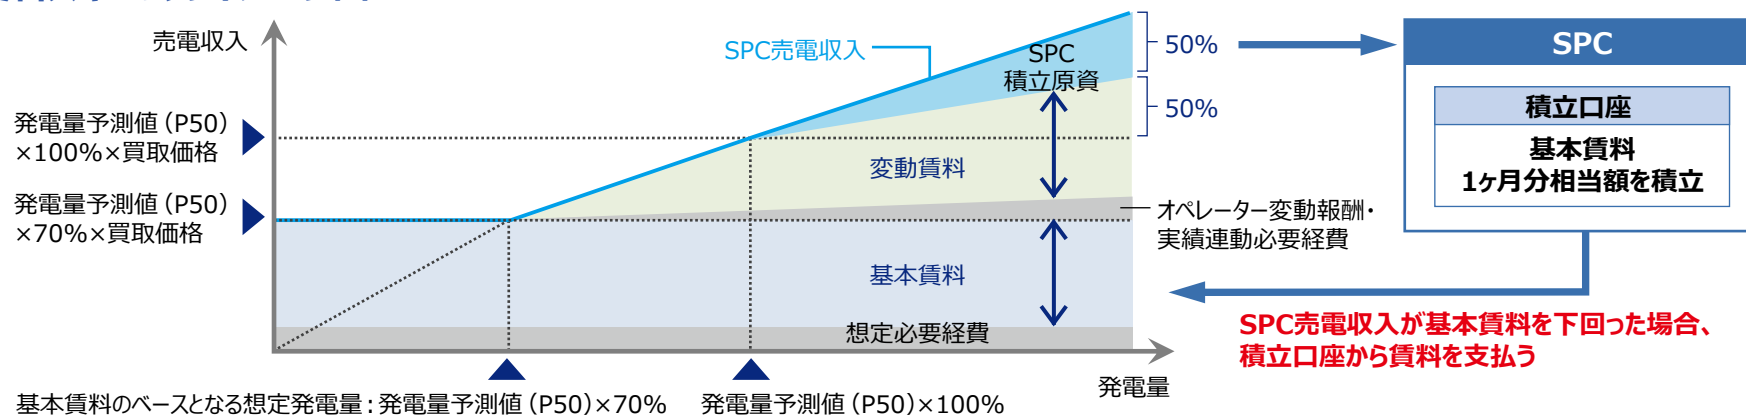 売電収入
SPC売電収入
SPC
積立原資
50%
50%
発電量予測値（P50）
×100%×買取価格
発電量予測値（P50）
×70%×買取価格
変動賃料
オペレーター変動報酬・
実績連動必要経費
基本賃料
想定必要経費
発電量
基本賃料のベースとなる想定発電量：発電量予測値（P50）×70%
発電量予測値（P50）×100%
SPC
積立口座
基本賃料
1ヶ月分相当額を積立
SPC売電収入が基本賃料を下回った場合、
積立口座から賃料を支払う